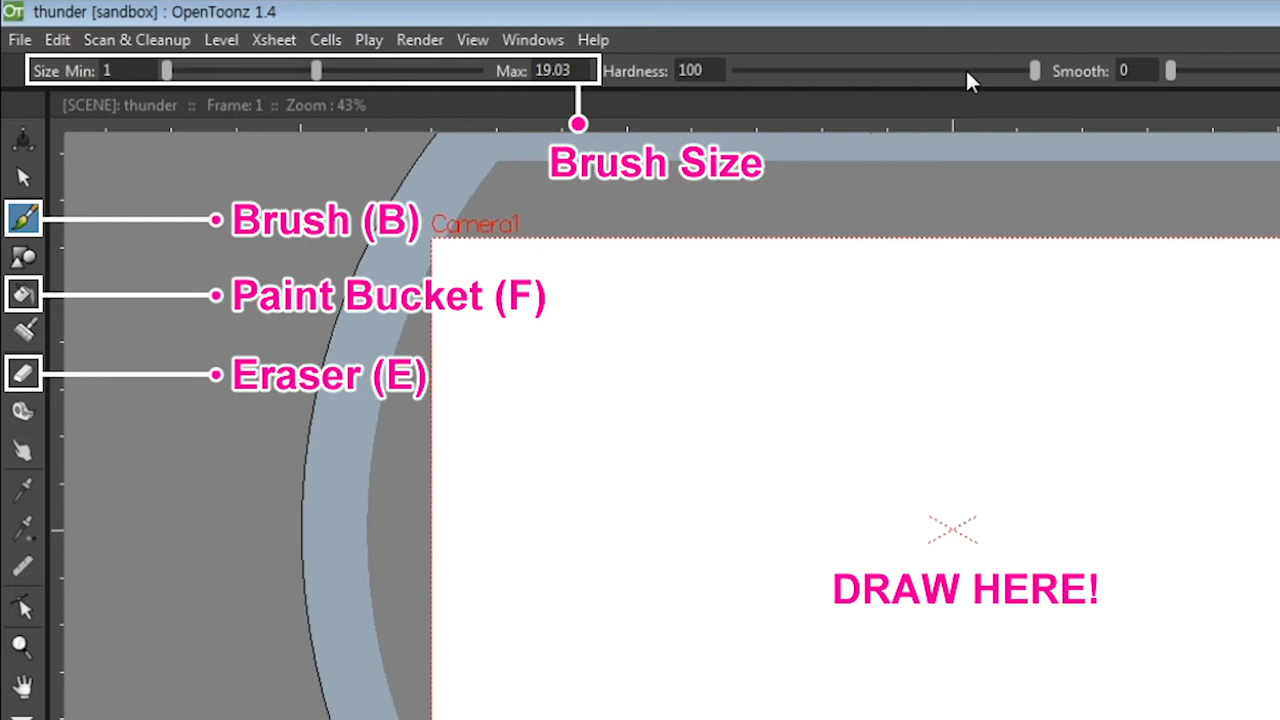 OT thunder [sandbox] : OpenToonz 1.4
File Edit Scan & Cleanup Level Xsheet Cells Play Render View Windows Help
Size Min: 1 Max: 19.03 Hardness: 100 Smooth: 0
[SCENE]: thunder :: Frame: 1 :: Zoom : 43%
Brush Size
Brush (B)
Camera1
Paint Bucket (F)
Eraser (E)
DRAW HERE!